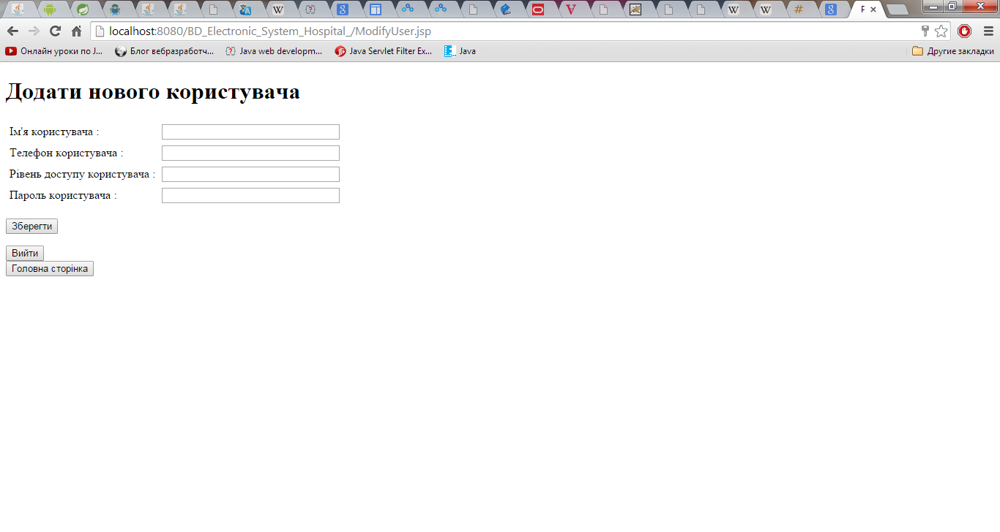 P
localhost:8080/BD_Electronic_System_Hospital_/ModifyUser.jsp
Онлайн уроки по J... Блог вебразработч... Java web developm... Java Servlet Filter Ex... Java Другие закладки
Додати нового користувача
Ім'я користувача :
Телефон користувача :
Рівень доступу користувача :
Пароль користувача :
Зберегти
Вийти
Головна сторінка